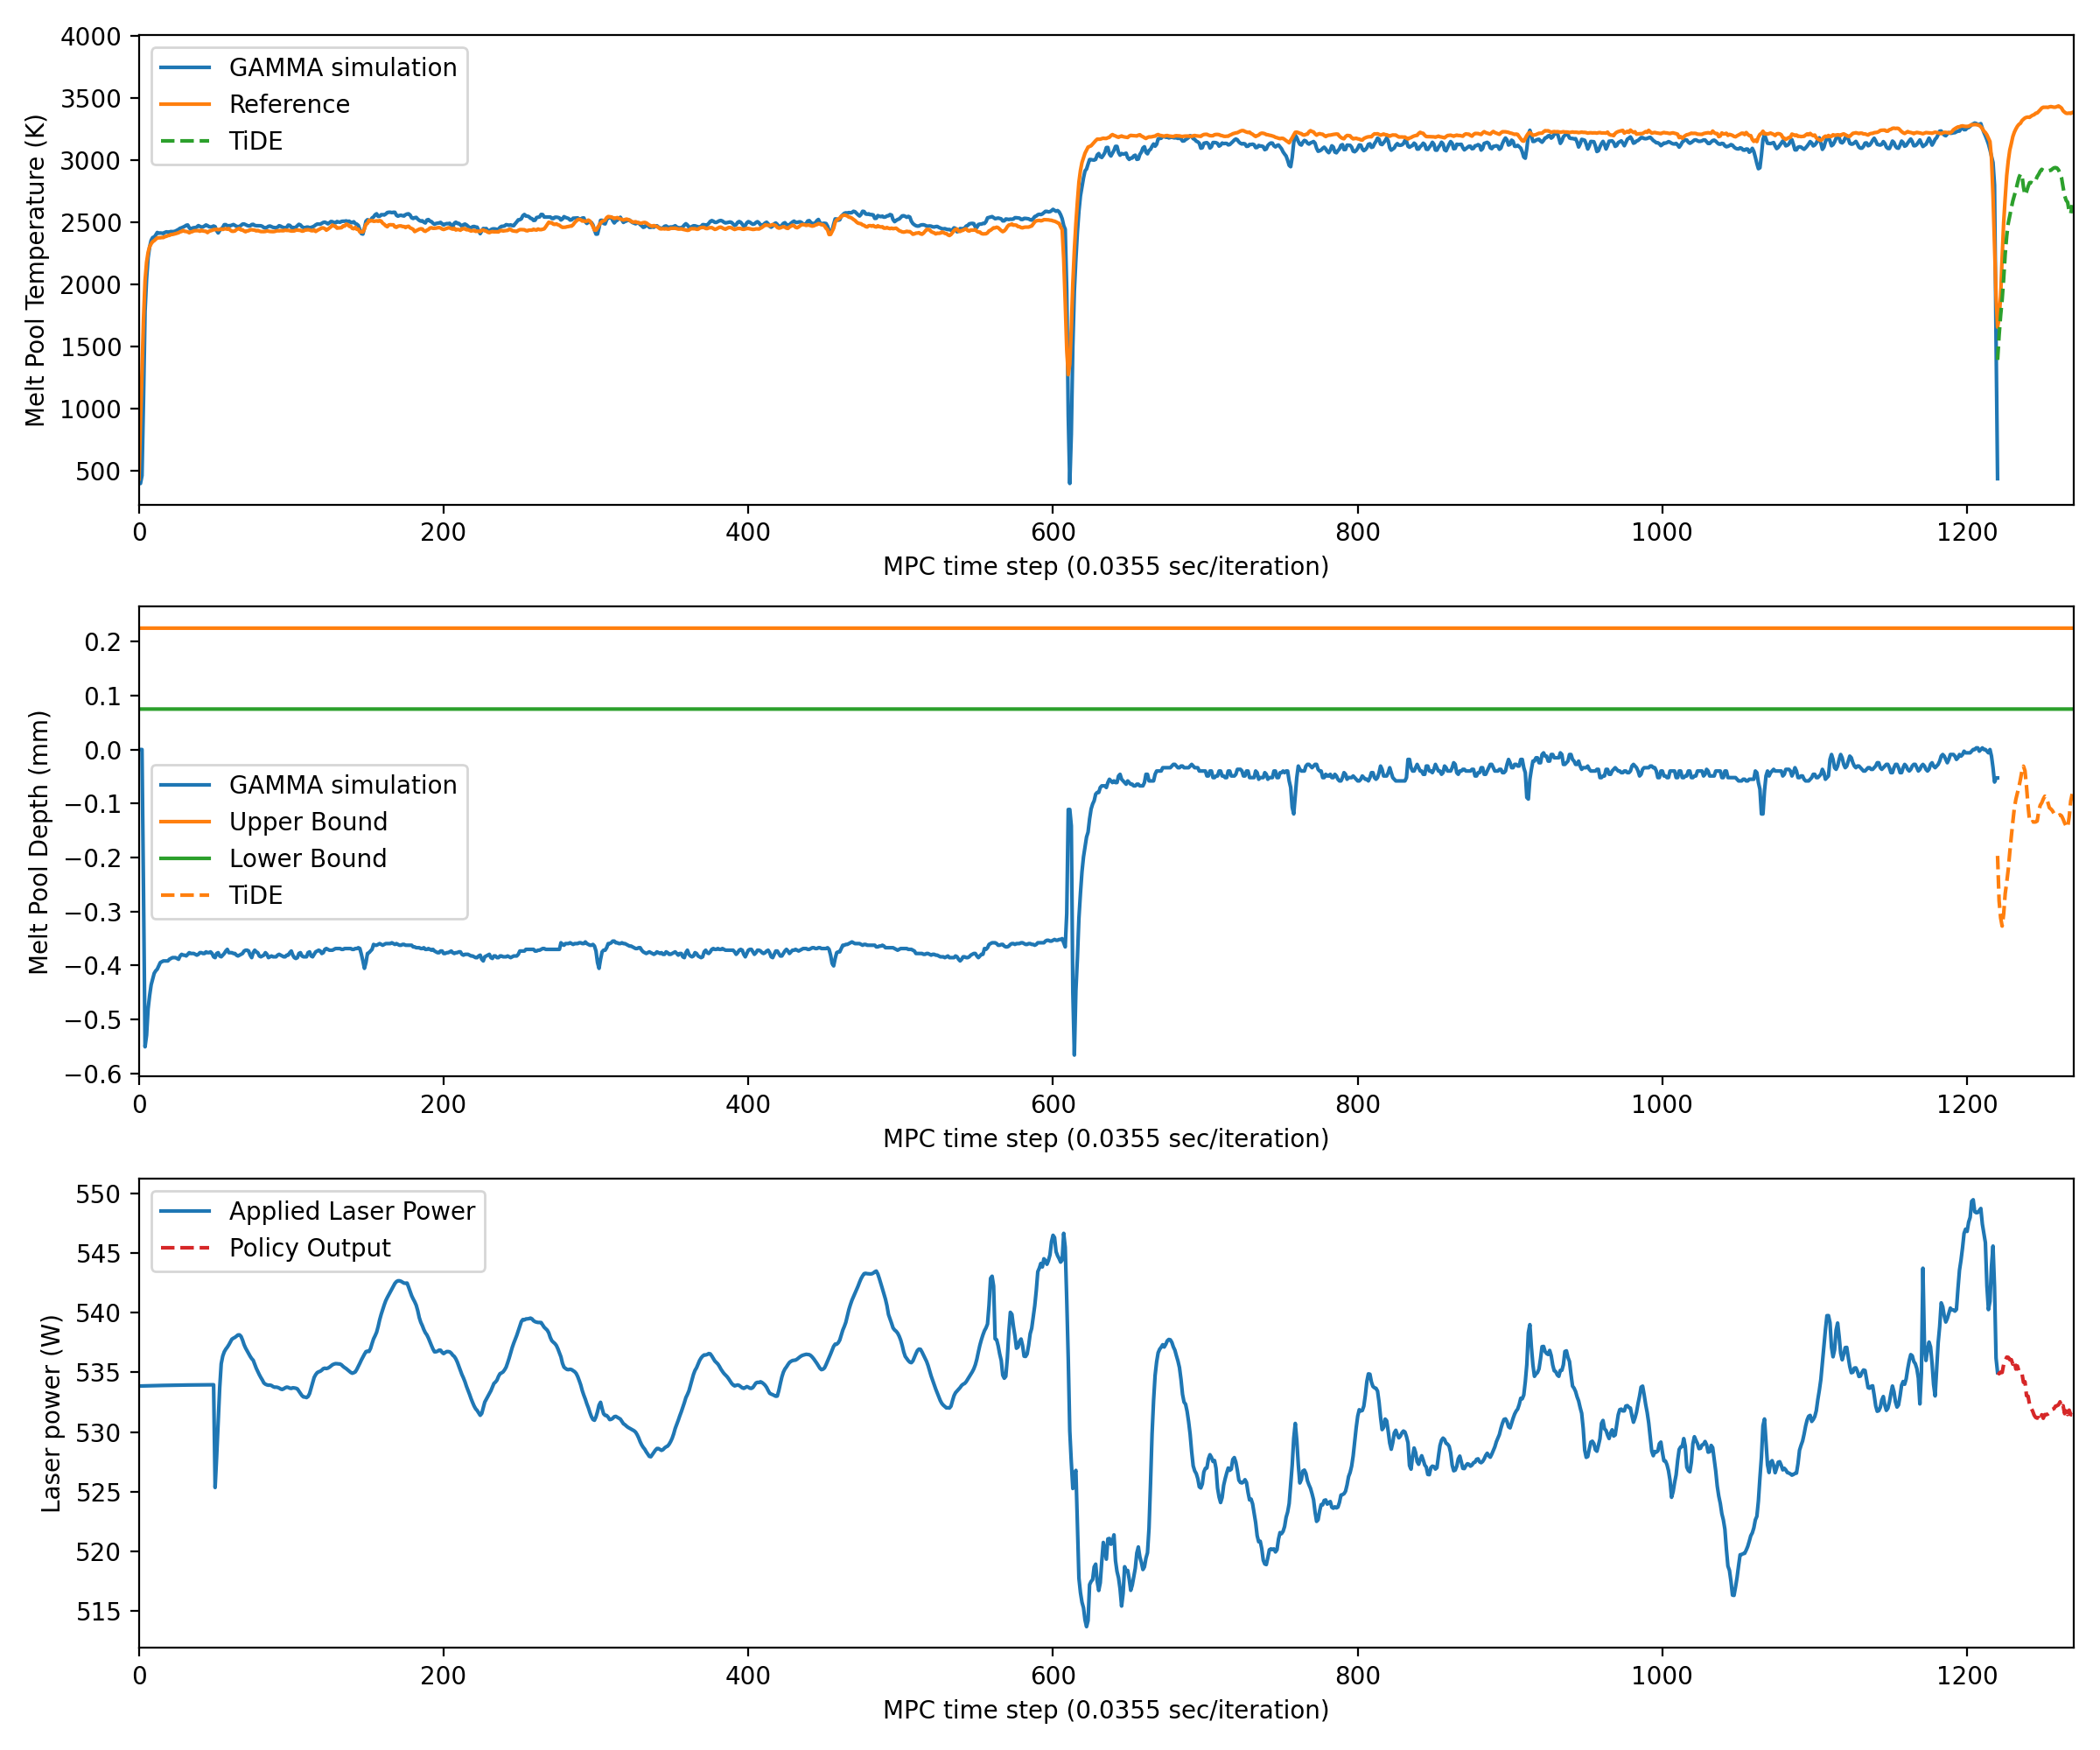 4000
3500
3000
2500
2000
1500
1000
500
Melt Pool Temperature (K)
GAMMA simulation
Reference
TiDE
0 200 400 600 800 1000 1200
MPC time step (0.0355 sec/iteration)
0.2
0.1
0.0
−0.1
−0.2
−0.3
−0.4
−0.5
−0.6
Melt Pool Depth (mm)
GAMMA simulation
Upper Bound
Lower Bound
TiDE
0 200 400 600 800 1000 1200
MPC time step (0.0355 sec/iteration)
550
545
540
535
530
525
520
515
Laser power (W)
Applied Laser Power
Policy Output
0 200 400 600 800 1000 1200
MPC time step (0.0355 sec/iteration)